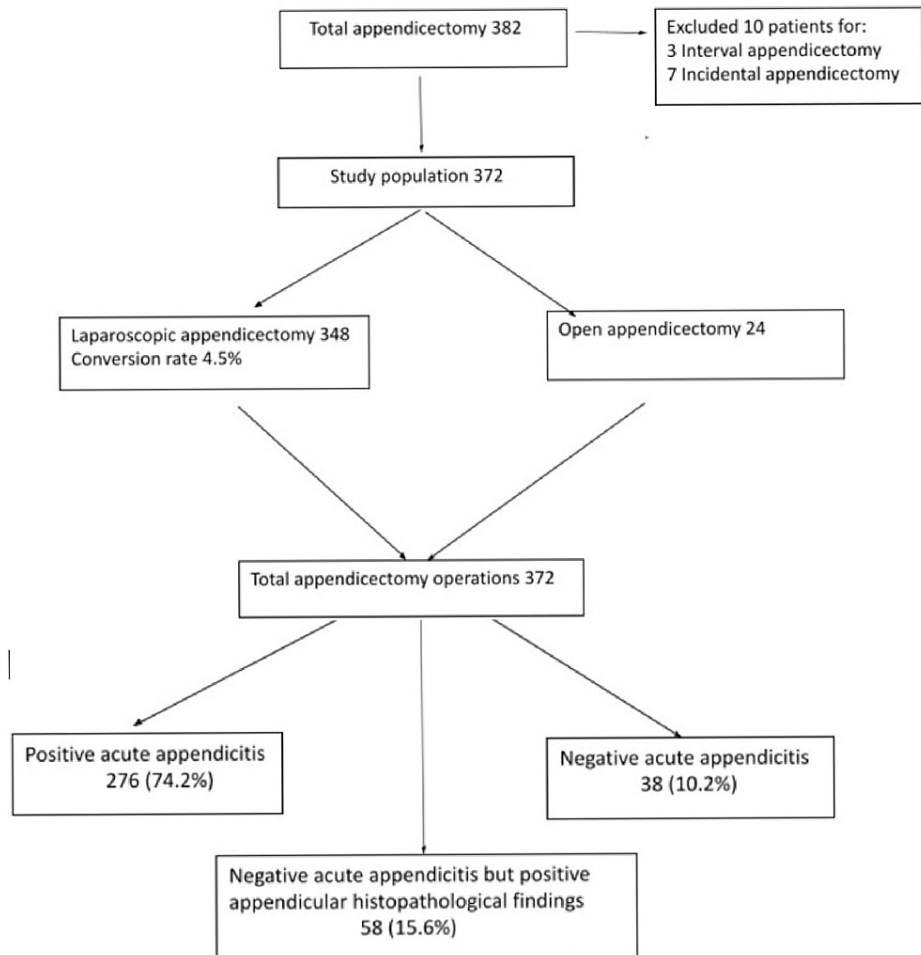 Total appendicectomy 382
Excluded 10 patients for:
3 Interval appendicectomy
7 Incidental appendicectomy
Study population 372
Laparoscopic appendicectomy 348
Conversion rate 4.5%
Open appendicectomy 24
Total appendicectomy operations 372
Positive acute appendicitis
276 (74.2%)
Negative acute appendicitis
38 (10.2%)
Negative acute appendicitis but positive
appendicular histopathological findings
58 (15.6%)